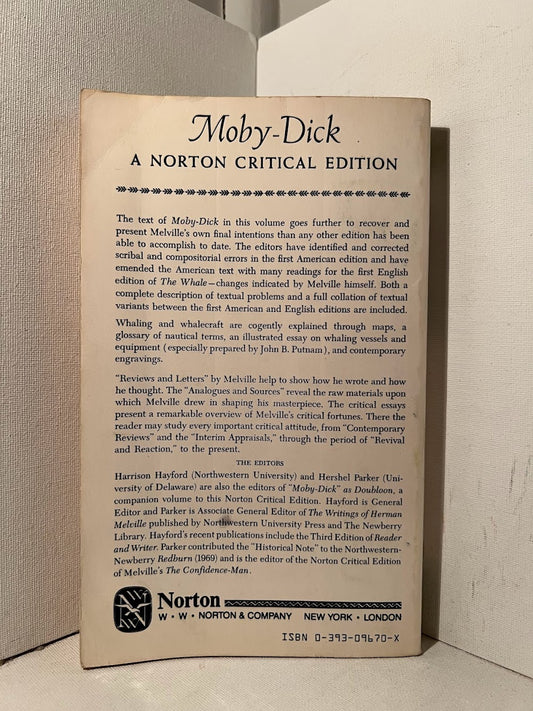 Moby-Dick
A NORTON CRITICAL EDITION
The text of Moby-Dick in this volume goes further to recover and
present Melville's own final intentions than any other edition has been
able to accomplish to date. The editors have identified and corrected
scribal and compositorial errors in the first American edition and have
emended the American text with many readings for the first English
edition of The Whale—changes indicated by Melville himself. Both a
complete description of textual problems and a full collation of textual
variants between the first American and English editions are included.
Whaling and whalecraft are cogently explained through maps, a
glossary of nautical terms, an illustrated essay on whaling vessels and
equipment (especially prepared by John B. Putnam), and contemporary
engravings.
"Reviews and Letters" by Melville help to show how he wrote and how
he thought. The "Analogues and Sources" reveal the raw materials upon
which Melville drew in shaping his masterpiece. The critical essays
present a remarkable overview of Melville's critical fortunes. There the
reader may study every important critical attitude, from "Contemporary
Reviews" and the "Interim Appraisals," through the period of "Revival
and Reaction," to the present.
THE EDITORS
Harrison Hayford (Northwestern University) and Hershel Parker (Uni-
versity of Delaware) are also the editors of "Moby-Dick" as Doubloon, a
companion volume to this Norton Critical Edition. Hayford is General
Editor and Parker is Associate General Editor of The Writings of Herman
Melville published by Northwestern University Press and The Newberry
Library. Hayford's recent publications include the Third Edition of Reader
and Writer. Parker contributed the "Historical Note" to the Northwestern-
Newberry Redburn (1969) and is the editor of the Norton Critical Edition
of Melville's The Confidence-Man.
Norton
W • W • NORTON & COMPANY NEW YORK • LONDON
ISBN 0-393-09670-X